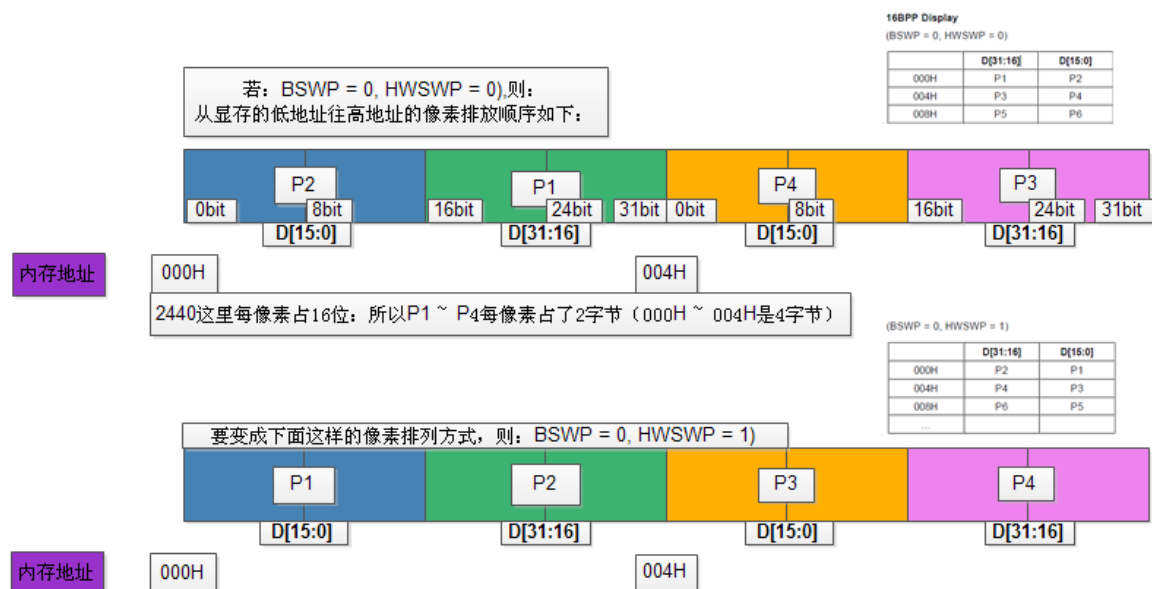 16BPP Display
(BSWP = 0, HWSWP = 0)
D[31:16] D[15:0]
000H P1 P2
004H P3 P4
008H P5 P6
若：BSWP = 0, HWSWP = 0),则：
从显存的低地址往高地址的像素排放顺序如下：
P2 P1 P4 P3
0bit 8bit 16bit 24bit 31bit 0bit 8bit 16bit 24bit 31bit
D[15:0] D[31:16] D[15:0] D[31:16]
内存地址 000H 004H
2440这里每像素占16位：所以P1 ~ P4每像素占了2字节（000H ~ 004H是4字节）
(BSWP = 0, HWSWP = 1)
D[31:16] D[15:0]
000H P2 P1
004H P4 P3
008H P6 P5
...
要变成下面这样的像素排列方式，则：BSWP = 0, HWSWP = 1)
P1 P2 P3 P4
D[15:0] D[31:16] D[15:0] D[31:16]
内存地址 000H 004H